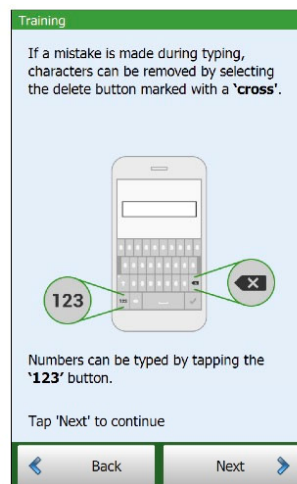 Training
If a mistake is made during typing,
characters can be removed by selecting
the delete button marked with a ‘cross'.
123
Numbers can be typed by tapping the
‘123’ button.
Tap 'Next' to continue
Back
Next